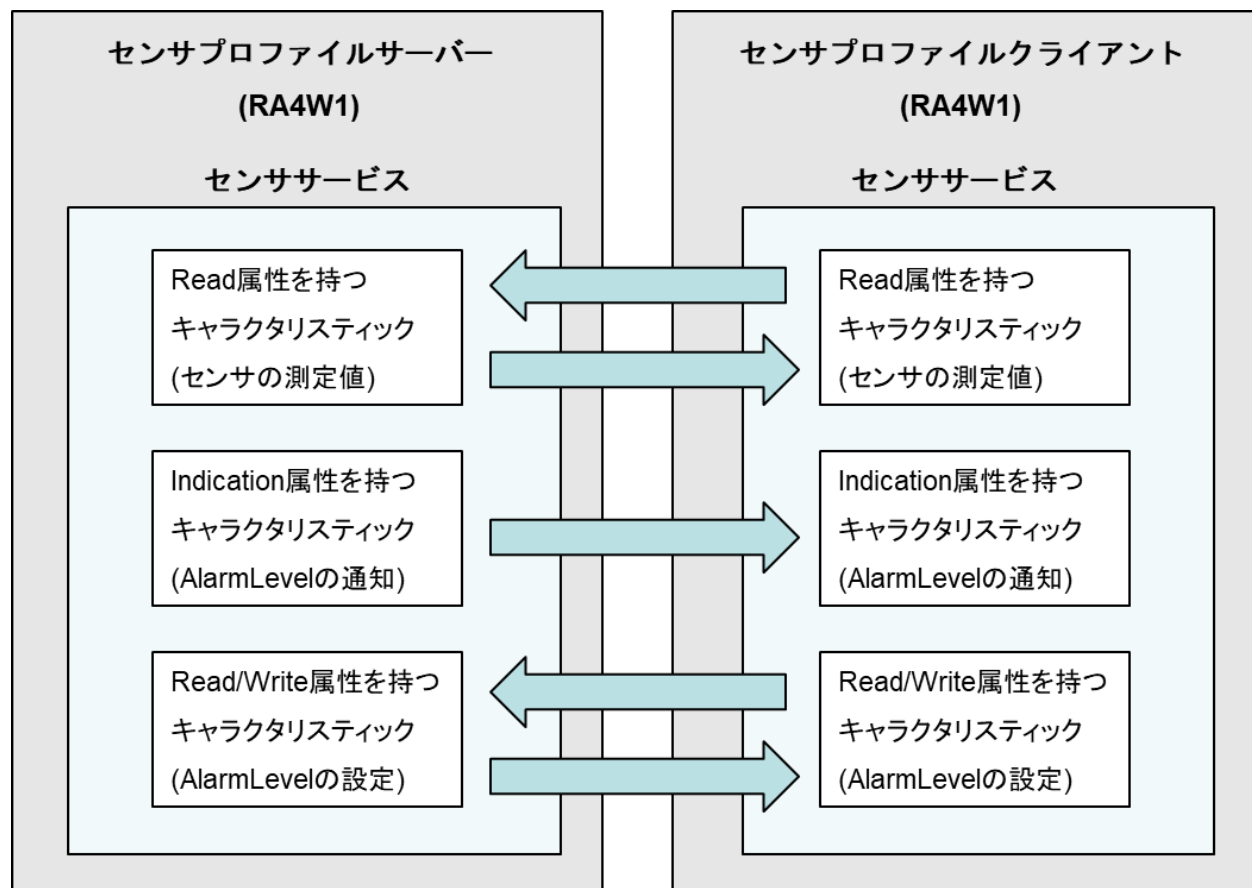 センサプロファイルサーバー
(RA4W1)
センササービス
Read属性を持つ
キャラクタリスティック
(センサの測定値)
Indication属性を持つ
キャラクタリスティック
(AlarmLevelの通知)
Read/Write属性を持つ
キャラクタリスティック
(AlarmLevelの設定)
センサプロファイルクライアント
(RA4W1)
センササービス
Read属性を持つ
キャラクタリスティック
(センサの測定値)
Indication属性を持つ
キャラクタリスティック
(AlarmLevelの通知)
Read/Write属性を持つ
キャラクタリスティック
(AlarmLevelの設定)